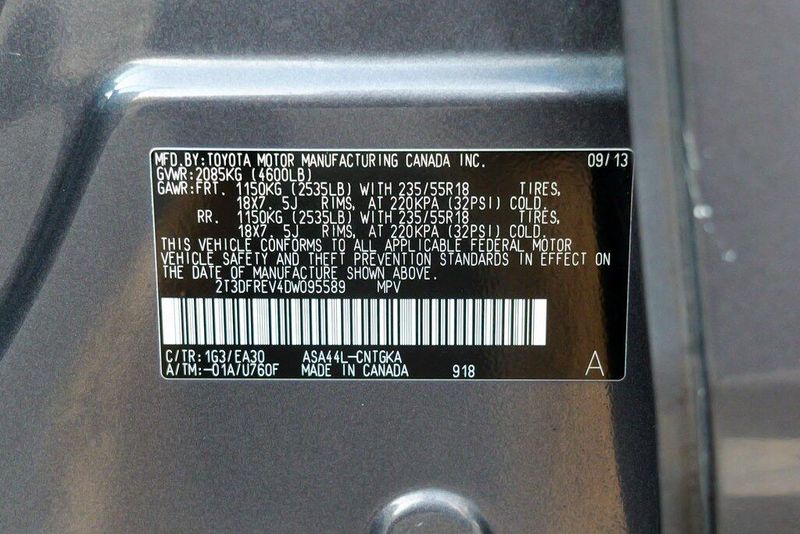 MFD.BY:TOYOTA MOTOR MANUFACTURING CANADA INC. 09/13
GVWR:2085KG (4600LB)
GAWR:FRT. 1150KG (2535LB) WITH 235/55R18 TIRES,
18X7.5J RIMS, AT 220KPA (32PSI) COLD.
RR. 1150KG (2535LB) WITH 235/55R18 TIRES,
18X7.5J RIMS, AT 220KPA (32PSI) COLD.
THIS VEHICLE CONFORMS TO ALL APPLICABLE FEDERAL MOTOR
VEHICLE SAFETY AND THEFT PREVENTION STANDARDS IN EFFECT
ON THE DATE OF MANUFACTURE SHOWN ABOVE.
2T3DFREV4DW095589 MPV
C/TR:1G3/EA30 ASA44L-CNTGKA
A/TM:-01A/U760F MADE IN CANADA 918 A